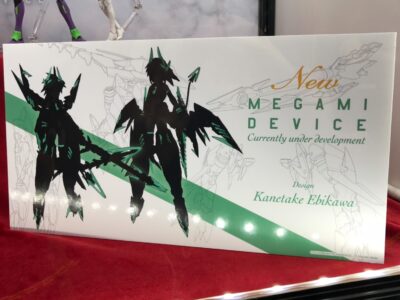 New
MEGAMI
DEVICE
Currently under development
Design
Kanetake Ebikawa